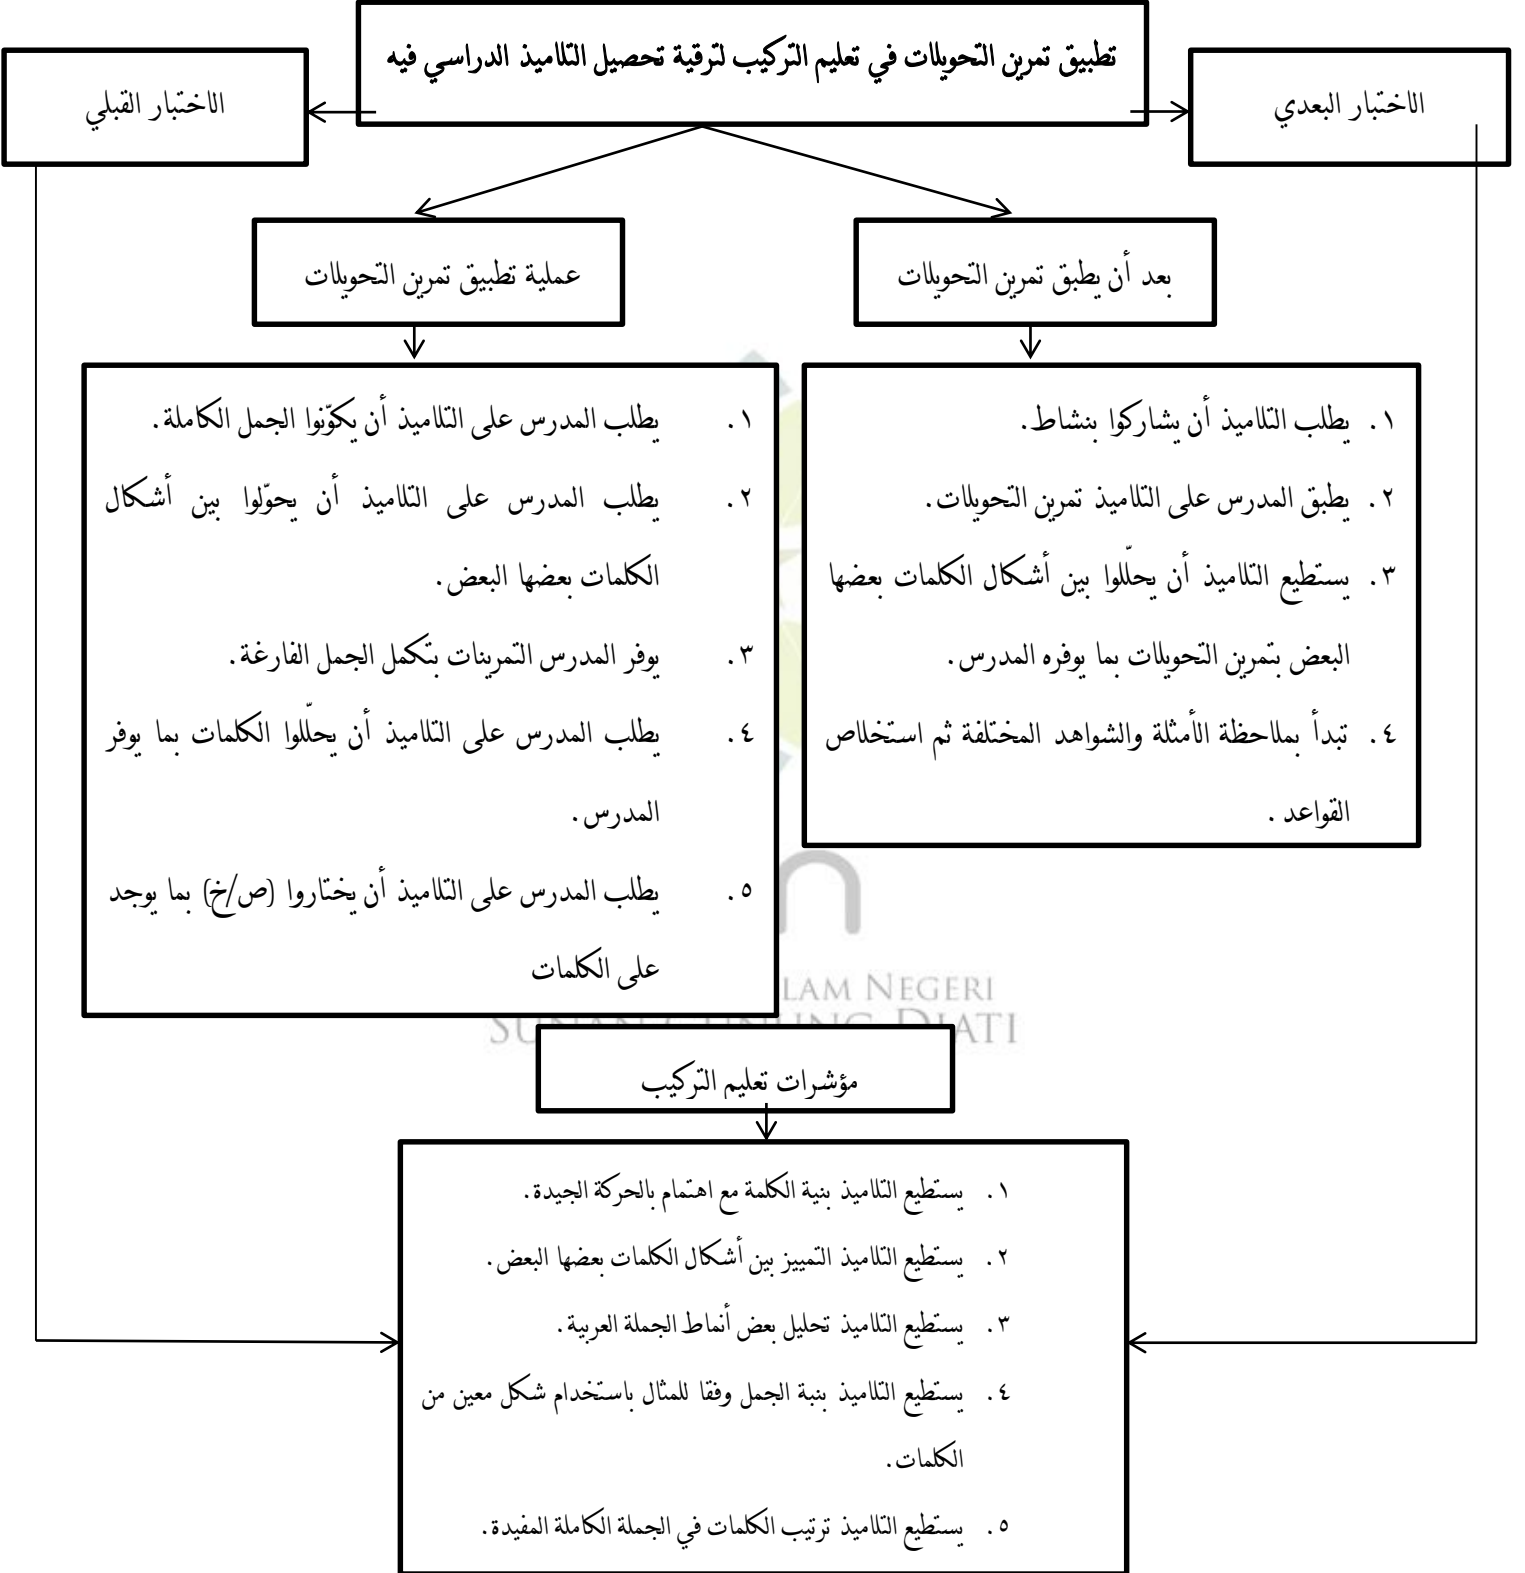 تطبيق تمرين التحويلات في تعليم التركيب لترقية تحصيل التلاميذ الدراسي فيه
الاختبار البعدي
الاختبار القبلي
بعد أن يطبق تمرين التحويلات
عملية تطبيق تمرين التحويلات
١. يطلب التلاميذ أن يشاركوا بنشاط.
٢. يطبق المدرس على التلاميذ تمرين التحويلات.
٣. يستطيع التلاميذ أن يحلّلوا بين أشكال الكلمات بعضها
البعض بتمرين التحويلات بما يوفره المدرس.
٤. تبدأ بملاحظة الأمثلة والشواهد المختلفة ثم استخلاص
القواعد .
١. يطلب المدرس على التلاميذ أن يكوّنوا الجمل الكاملة.
٢. يطلب المدرس على التلاميذ أن يحوّلوا بين أشكال
الكلمات بعضها البعض.
٣. يوفر المدرس التمرينات بتكمل الجمل الفارغة.
٤. يطلب المدرس على التلاميذ أن يحلّلوا الكلمات بما يوفر
المدرس.
٥. يطلب المدرس على التلاميذ أن يختاروا (ص/خ) بما يوجد
على الكلمات
LAM NEGERI
SUNAN GUNUNG DJATI
مؤشرات تعليم التركيب
١. يستطيع التلاميذ بنية الكلمة مع اهتمام بالحركة الجيدة.
٢. يستطيع التلاميذ التمييز بين أشكال الكلمات بعضها البعض.
٣. يستطيع التلاميذ تحليل بعض أنماط الجملة العربية.
٤. يستطيع التلاميذ بنبة الجمل وفقا للمثال باستخدام شكل معين من
الكلمات.
٥. يستطيع التلاميذ ترتيب الكلمات في الجملة الكاملة المفيدة.